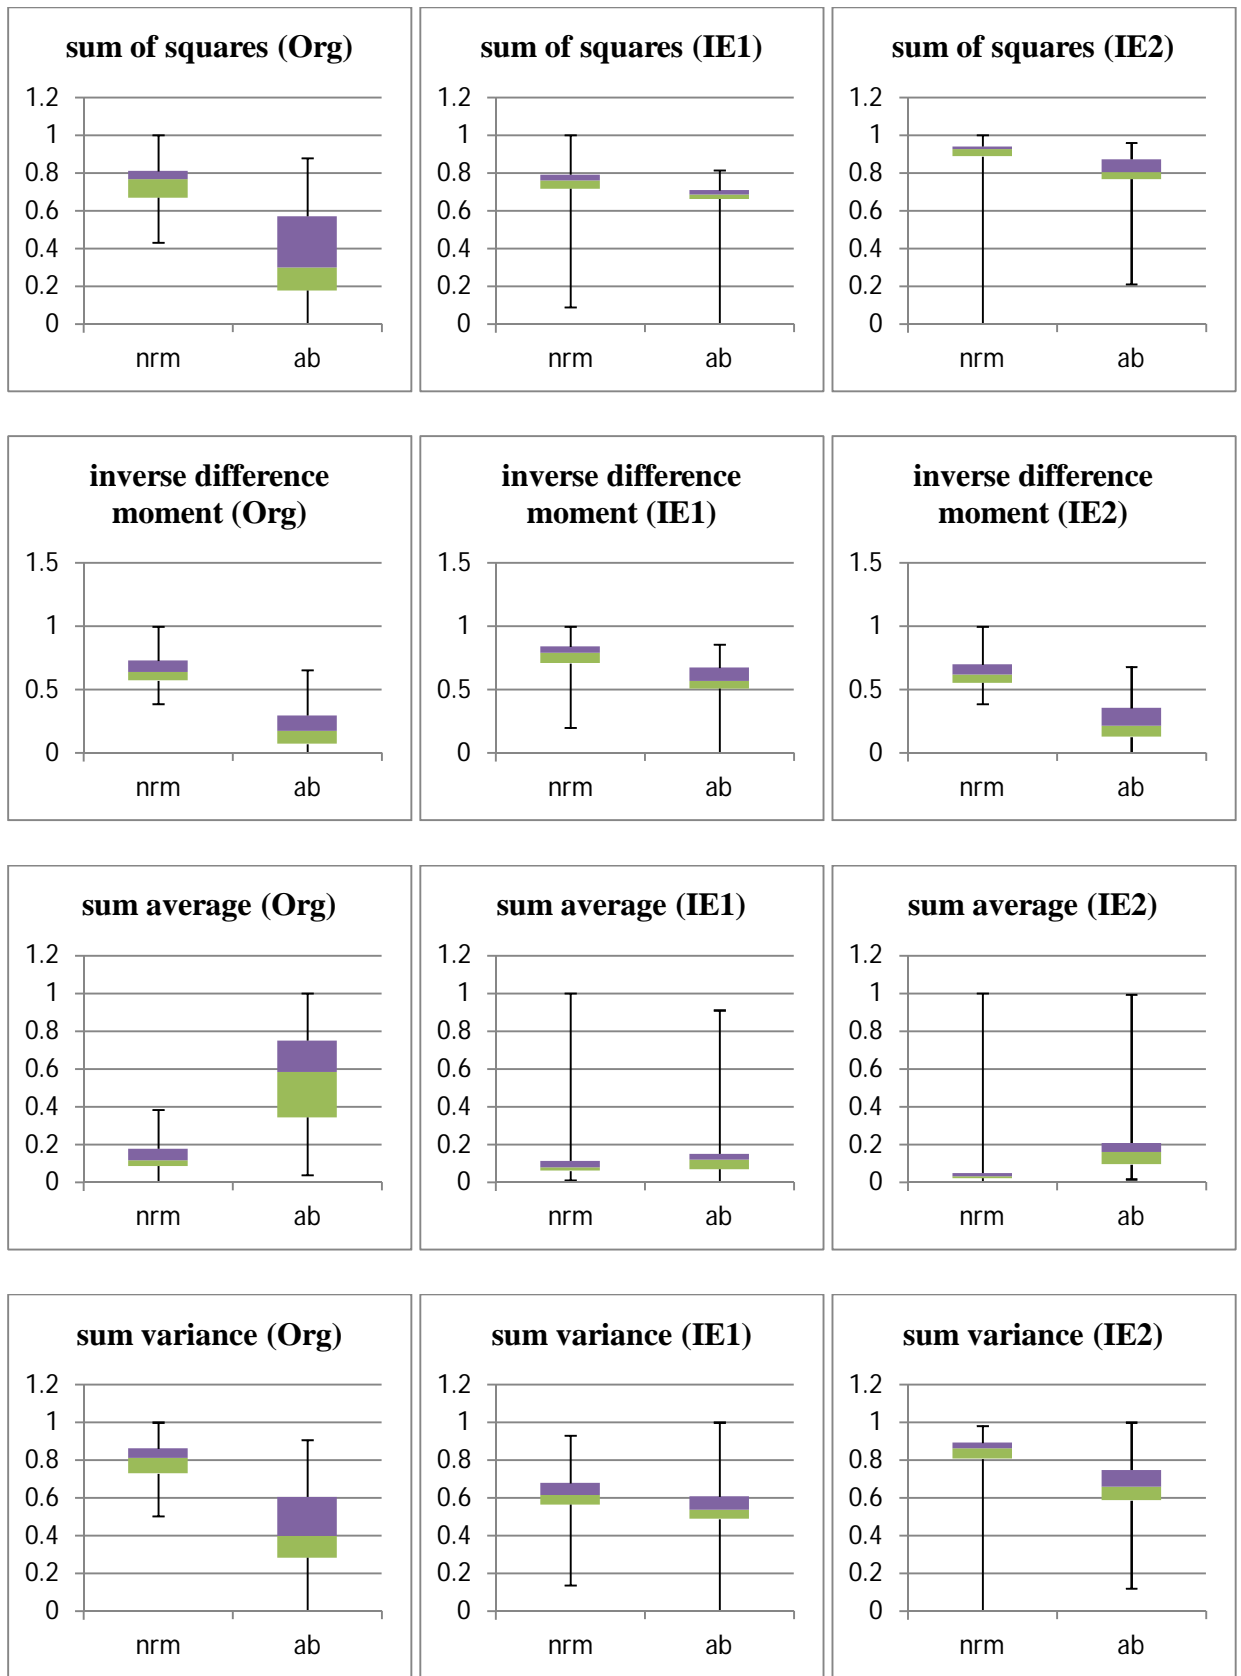 sum of squares (Org)
1.2
1
0.8
0.6
0.4
0.2
0
nrm ab
sum of squares (IE1)
1.2
1
0.8
0.6
0.4
0.2
0
nrm ab
sum of squares (IE2)
1.2
1
0.8
0.6
0.4
0.2
0
nrm ab
inverse difference
moment (Org)
1.5
1
0.5
0
nrm ab
inverse difference
moment (IE1)
1.5
1
0.5
0
nrm ab
inverse difference
moment (IE2)
1.5
1
0.5
0
nrm ab
sum average (Org)
1.2
1
0.8
0.6
0.4
0.2
0
nrm ab
sum average (IE1)
1.2
1
0.8
0.6
0.4
0.2
0
nrm ab
sum average (IE2)
1.2
1
0.8
0.6
0.4
0.2
0
nrm ab
sum variance (Org)
1.2
1
0.8
0.6
0.4
0.2
0
nrm ab
sum variance (IE1)
1.2
1
0.8
0.6
0.4
0.2
0
nrm ab
sum variance (IE2)
1.2
1
0.8
0.6
0.4
0.2
0
nrm ab